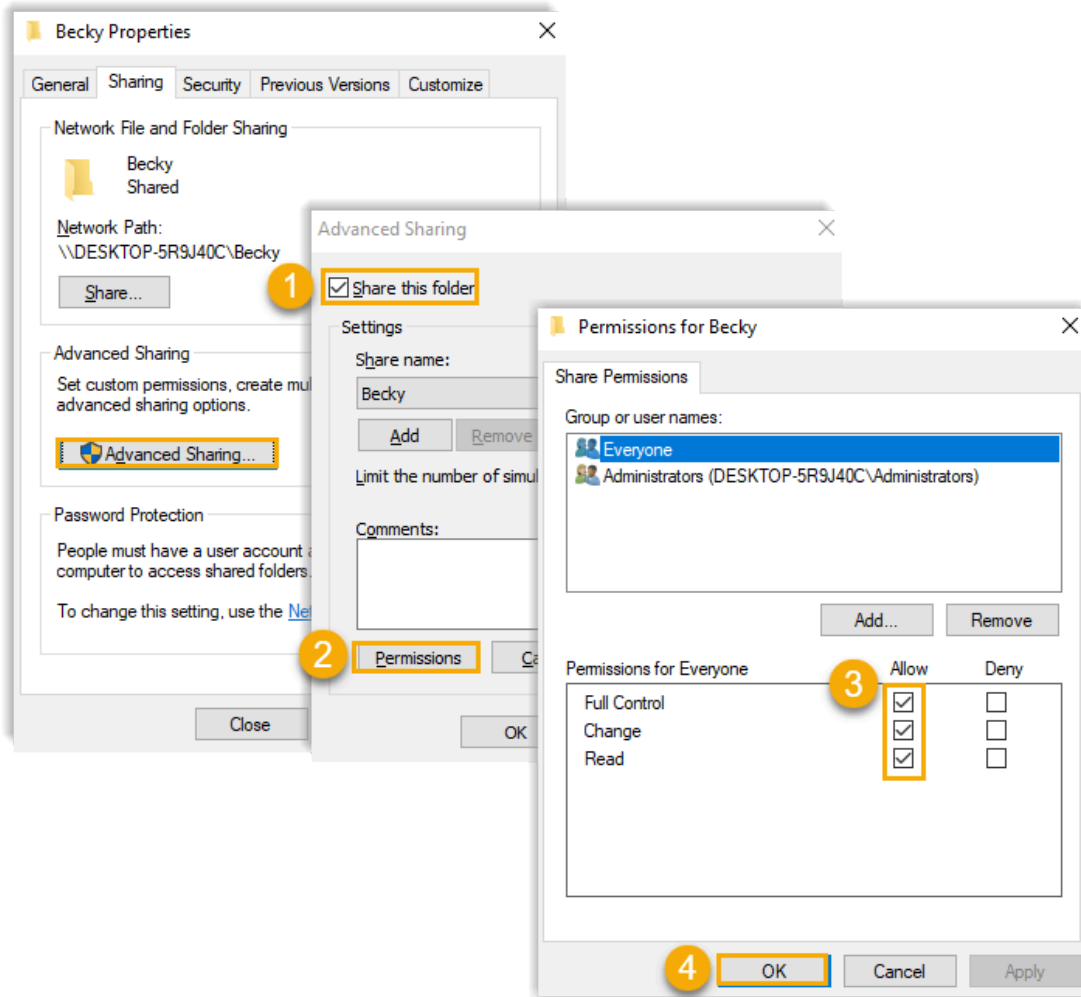 Becky Properties
General Sharing Security Previous Versions Customize
Network File and Folder Sharing
Becky
Shared
Network Path:
\\DESKTOP-5R9J40C\Becky
Share...
Advanced Sharing
Set custom permissions, create mul
advanced sharing options.
Advanced Sharing...
Password Protection
People must have a user account
computer to access shared folders.
To change this setting, use the Net
Close
Advanced Sharing
1
Share this folder
Settings
Share name:
Becky
Add Remove
Limit the number of simul
Comments:
2
Permissions Ca
OK
Permissions for Becky
Share Permissions
Group or user names:
Everyone
Administrators (DESKTOP-5R9J40C\Administrators)
Add... Remove
Permissions for Everyone Allow Deny
3
Full Control
Change
Read
4
OK Cancel Apply